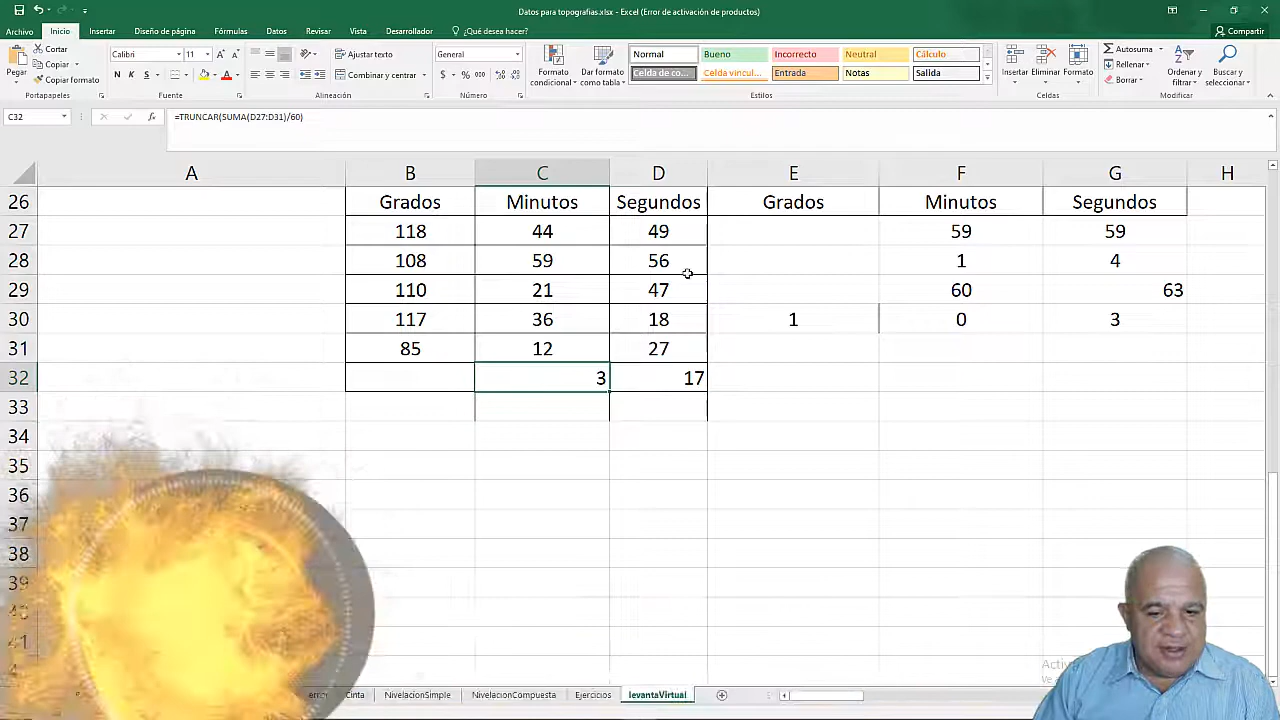 Datos para topografias.xlsx - Excel (Error de activación de productos)
Archivo Inicio Insertar Diseño de página Fórmulas Datos Revisar Vista Desarrollador ¿Qué desea hacer? Compartir
Pegar
Cortar
Copiar
Copiar formato
Portapapeles
Calibri 11
N K S
Fuente
Ajustar texto
Combinar y centrar
Alineación
General
$ % 000
Número
Formato condicional
Dar formato como tabla
Normal Bueno Incorrecto Neutral Cálculo
Celda de co... Celda vincul... Entrada Notas Salida
Estilos
Insertar Eliminar Formato
Celdas
Autosuma
Rellenar
Borrar
Ordenar y filtrar
Buscar y seleccionar
Modificar
C32 fx =TRUNCAR(SUMA(D27:D31)/60)
A B C D E F G H
26 Grados Minutos Segundos Grados Minutos Segundos
27 118 44 49 59 59
28 108 59 56 1 4
29 110 21 47 60 63
30 117 36 18 1 0 3
31 85 12 27
32 3 17
33
34
35
36
37
38
39
41
NivelacionSimple NivelacionCompuesta Ejercicios levantaVirtual